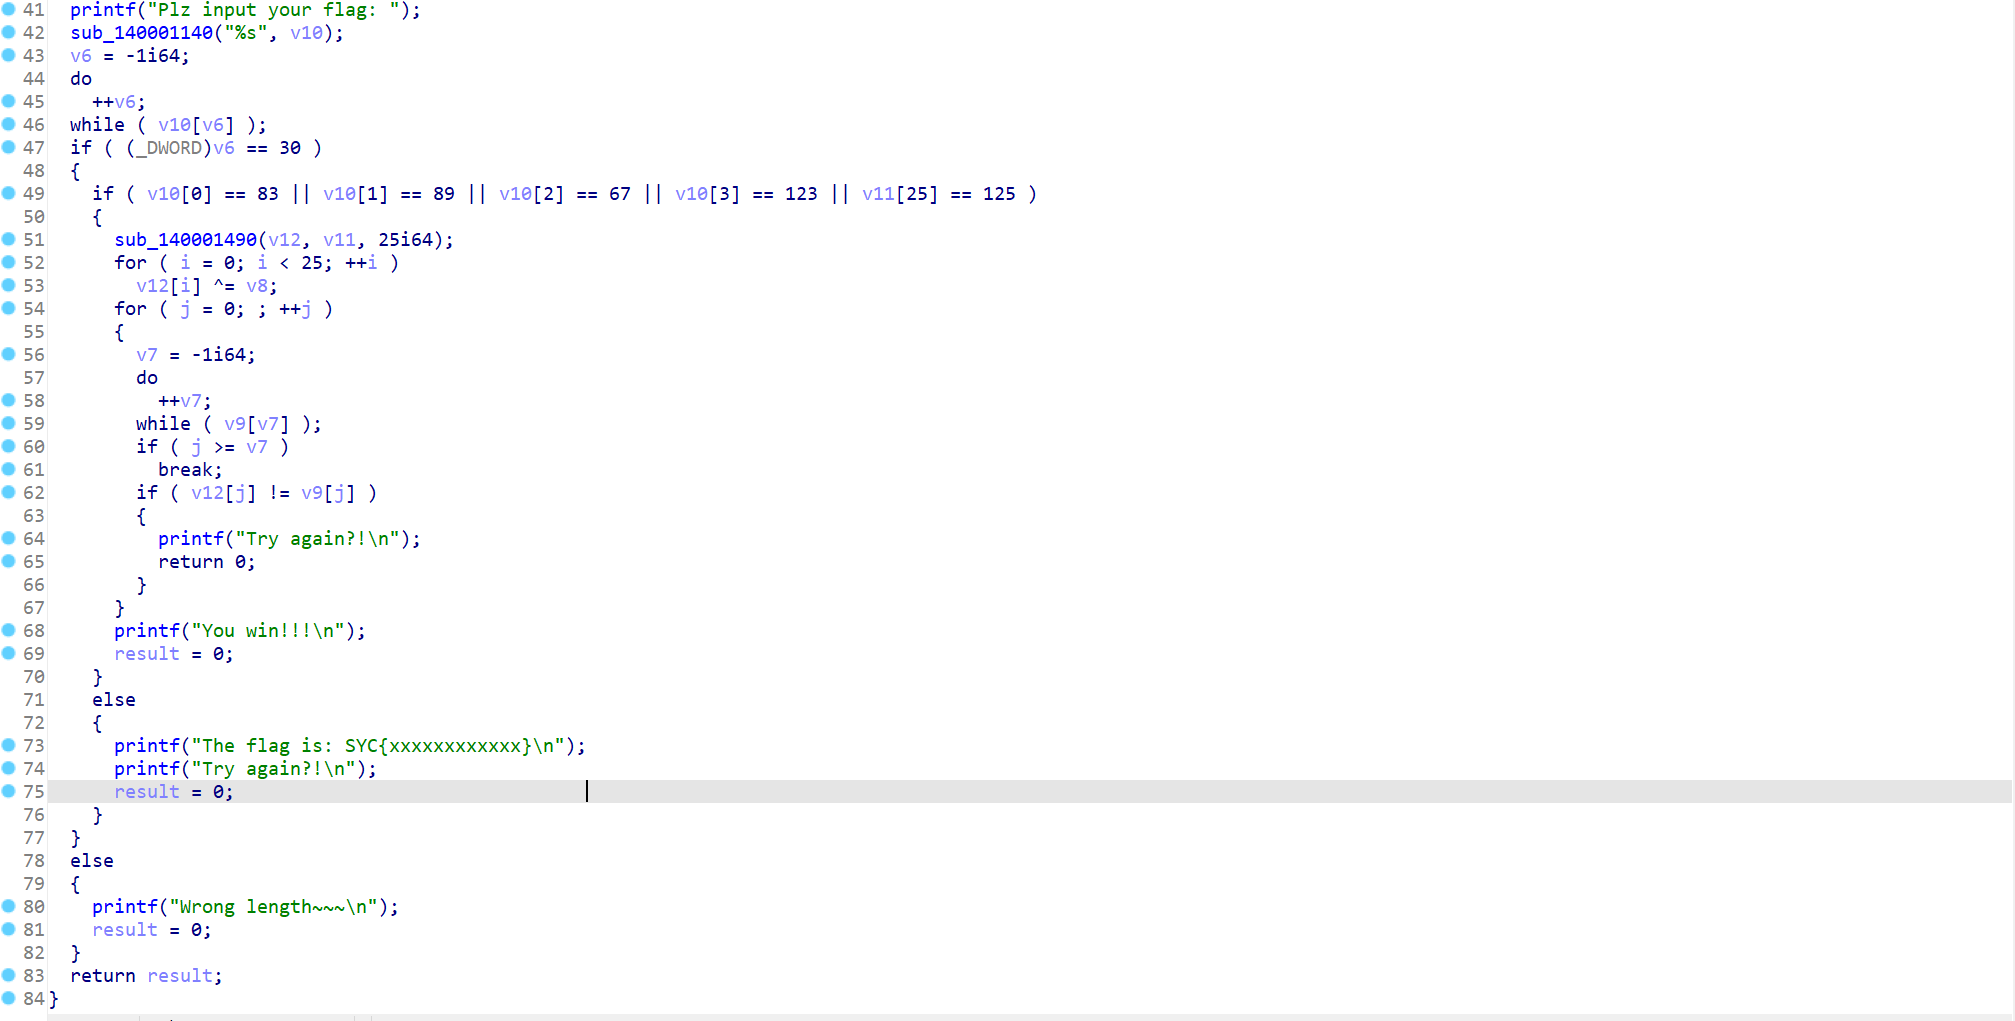 41 printf("Plz input your flag: ");
42 sub_140001140("%s", v10);
43 v6 = -1i64;
44 do
45 ++v6;
46 while ( v10[v6] );
47 if ( (_DWORD)v6 == 30 )
48 {
49 if ( v10[0] == 83 || v10[1] == 89 || v10[2] == 67 || v10[3] == 123 || v11[25] == 125 )
50 {
51 sub_140001490(v12, v11, 25i64);
52 for ( i = 0; i < 25; ++i )
53 v12[i] ^= v8;
54 for ( j = 0; ; ++j )
55 {
56 v7 = -1i64;
57 do
58 ++v7;
59 while ( v9[v7] );
60 if ( j >= v7 )
61 break;
62 if ( v12[j] != v9[j] )
63 {
64 printf("Try again?!\n");
65 return 0;
66 }
67 }
68 printf("You win!!!\n");
69 result = 0;
70 }
71 else
72 {
73 printf("The flag is: SYC{xxxxxxxxxxxx}\n");
74 printf("Try again?!\n");
75 result = 0;
76 }
77 }
78 else
79 {
80 printf("Wrong length~~~\n");
81 result = 0;
82 }
83 return result;
84 }